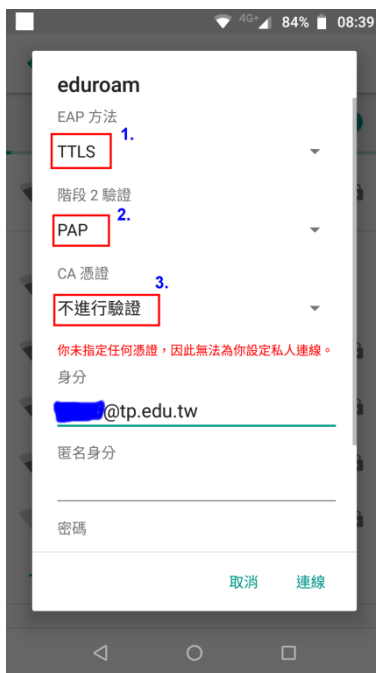 4G+ 84% 08:39
eduroam
EAP 方法
1.
TTLS
階段 2 驗證
2.
PAP
CA 憑證
3.
不進行驗證
你未指定任何憑證，因此無法為你設定私人連線。
身分
@tp.edu.tw
匿名身分
密碼
取消 連線